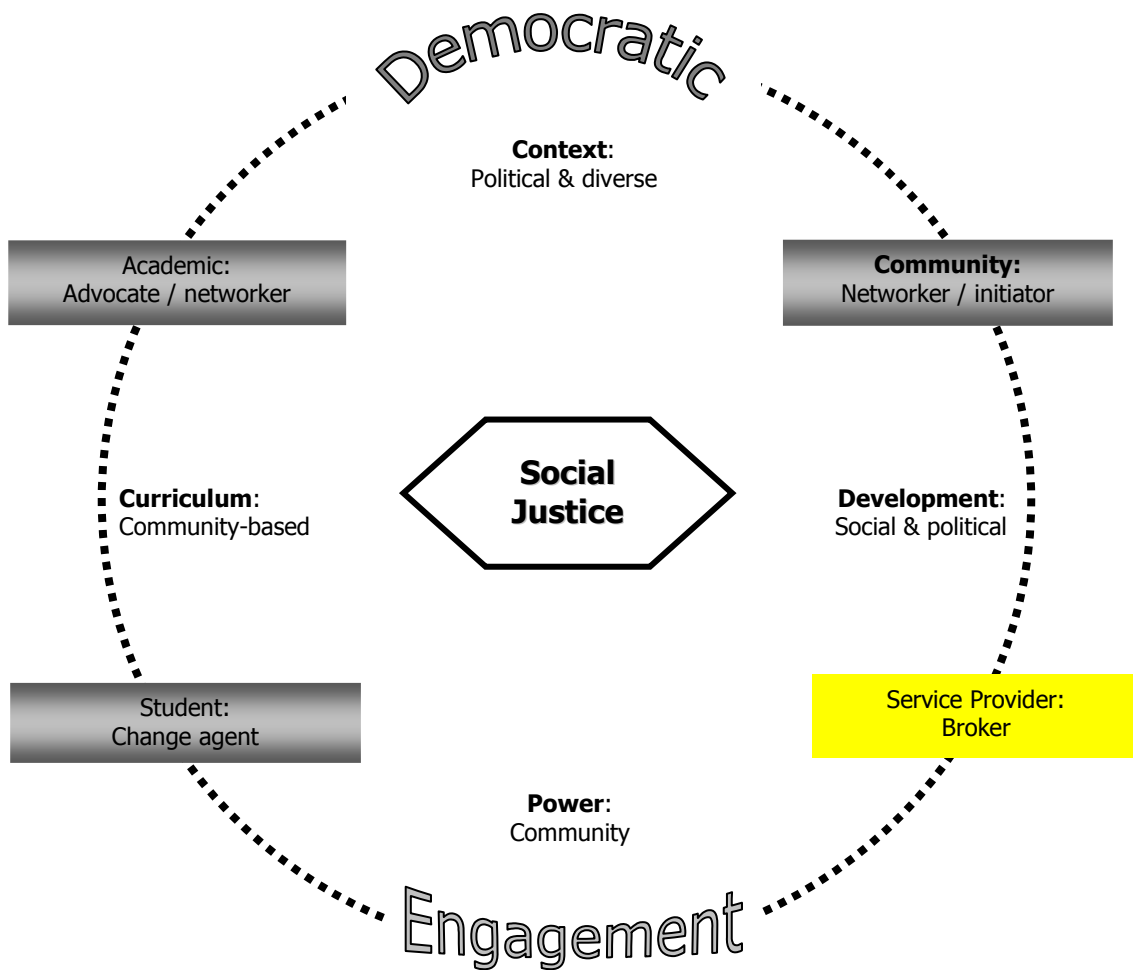 Democratic
Context:
Political & diverse
Academic:
Advocate / networker
Community:
Networker / initiator
Social
Justice
Curriculum:
Community-based
Development:
Social & political
Student:
Change agent
Service Provider:
Broker
Power:
Community
Engagement